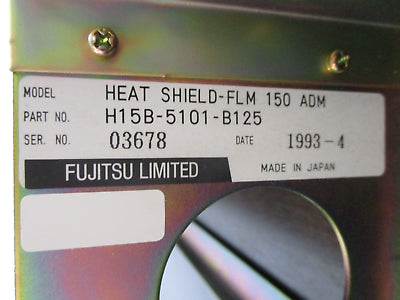 MODEL HEAT SHIELD-FLM 150 ADM
PART NO. H15B-5101-B125
SER. NO. 03678 DATE 1993-4
FUJITSU LIMITED MADE IN JAPAN